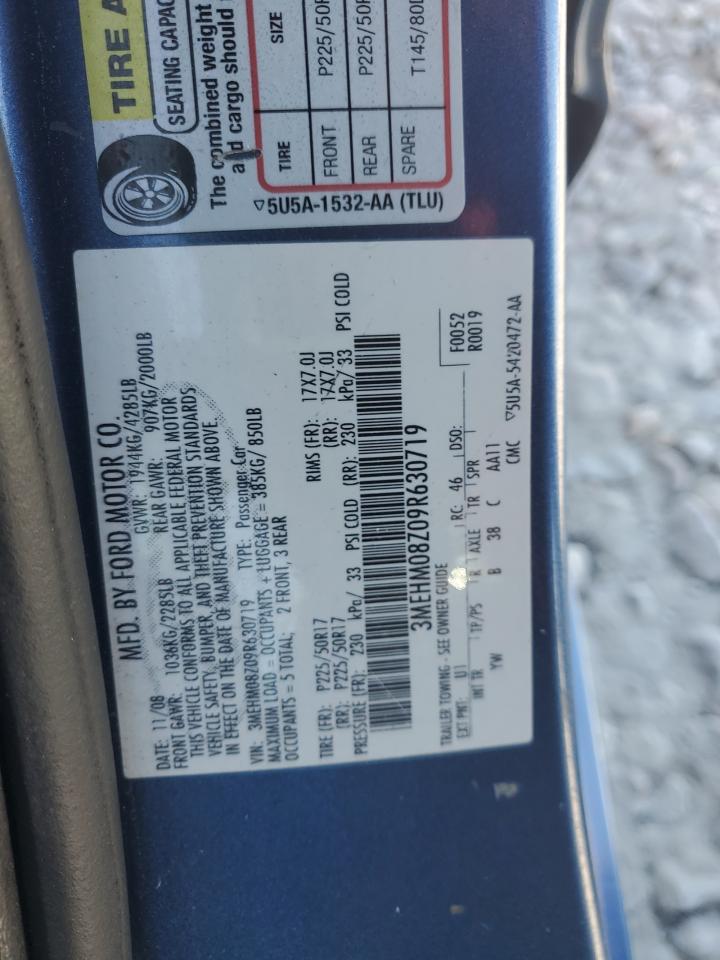 TIRE A
SEATING CAPAC
The combined weight
and cargo should
TIRE SIZE
FRONT P225/50R
REAR P225/50R
SPARE T145/80D
5U5A-1532-AA (TLU)
MFD. BY FORD MOTOR CO.
DATE: 11/08 GVWR: 1944KG/4285LB
FRONT GAWR: 1036KG/2285LB REAR GAWR: 907KG/2000LB
THIS VEHICLE CONFORMS TO ALL APPLICABLE FEDERAL MOTOR
VEHICLE SAFETY, BUMPER, AND THEFT PREVENTION STANDARDS
IN EFFECT ON THE DATE OF MANUFACTURE SHOWN ABOVE.
VIN: 3MEHM08Z09R630719 TYPE: Passenger Car
MAXIMUM LOAD = OCCUPANTS + LUGGAGE = 385KG/ 850LB
OCCUPANTS = 5 TOTAL; 2 FRONT, 3 REAR
TIRE (FR): P225/50R17 RIMS (FR): 17X7.0J
(RR): P225/50R17 (RR): 17X7.0J
PRESSURE (FR): 230 kPa/ 33 PSI COLD (RR): 230 kPa/ 33 PSI COLD
3MEHM08Z09R630719
TRAILER TOWING - SEE OWNER GUIDE F0052
EXT PNT: U1 RC: 46 DSO: R0019
INT TR TP/PS R AXLE TR SPR
YW B 38 C AA11
CMC 5U5A-5420472-AA